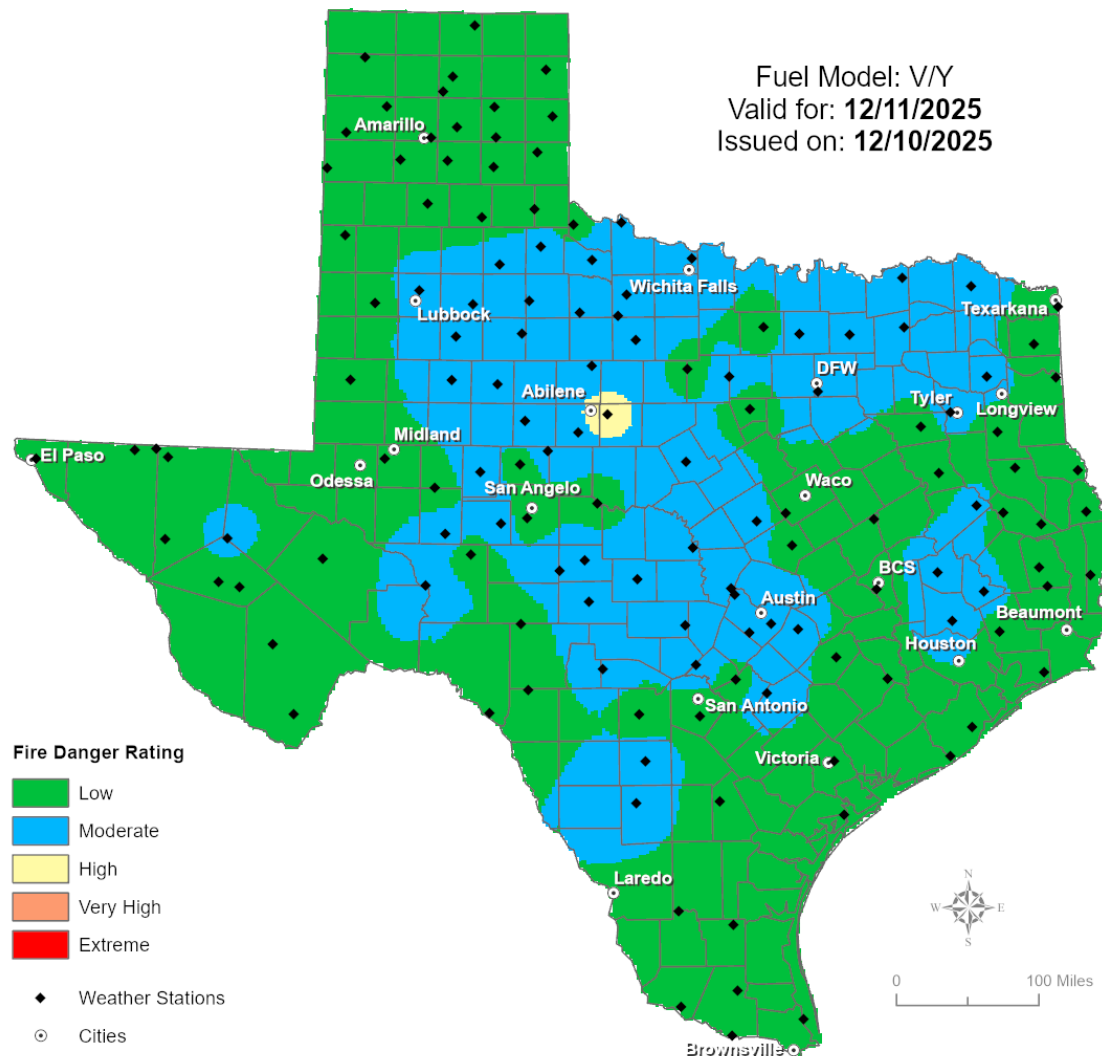 Fuel Model: V/Y
Valid for: 12/11/2025
Issued on: 12/10/2025
Amarillo
Wichita Falls
Lubbock
Texarkana
DFW
Abilene
Tyler
Longview
Midland
El Paso
Odessa
San Angelo
Waco
BCS
Austin
Beaumont
Houston
San Antonio
Victoria
Fire Danger Rating
Low
Moderate
High
Very High
Extreme
Weather Stations
Cities
Laredo
N
W E
S
0 100 Miles
Brownsville